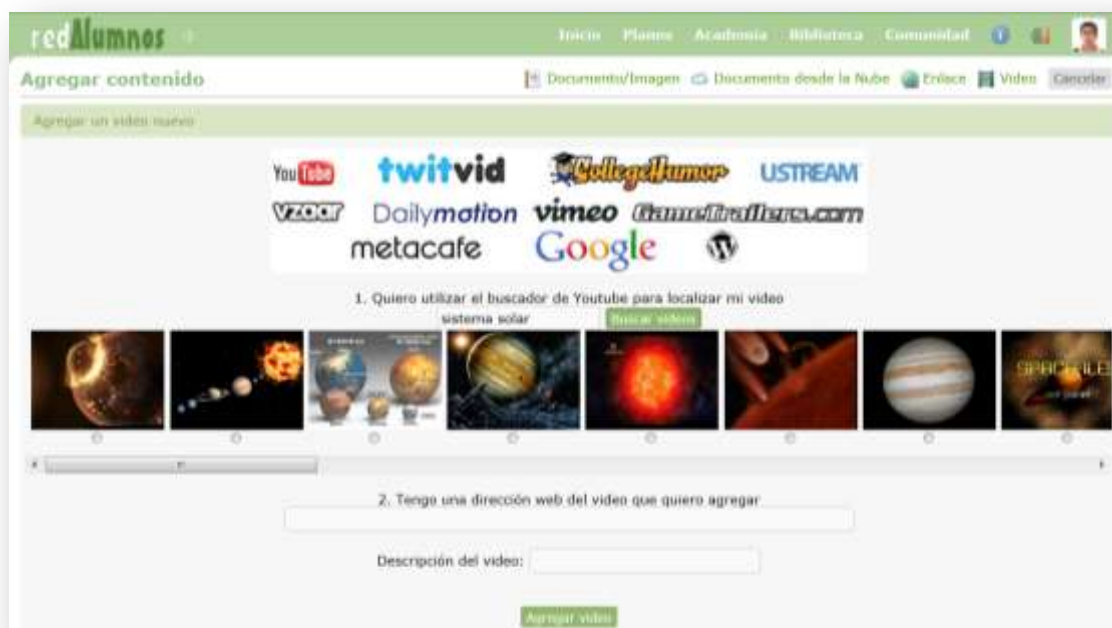 redAlumnos
Inicio Planno Academia Biblioteca Comunidad
Agregar contenido
Documento/Imagen Documento desde la Nube Enlace Video Cancelar
Agregar un video nuevo
YouTube twitvid CollegeHumor USTREAM
vzaar Dailymotion vimeo GameTrailers.com
metacafe Google
1. Quiero utilizar el buscador de Youtube para localizar mi video
sistema solar Buscar videos
2. Tengo una dirección web del video que quiero agregar
Descripción del video:
Agregar video